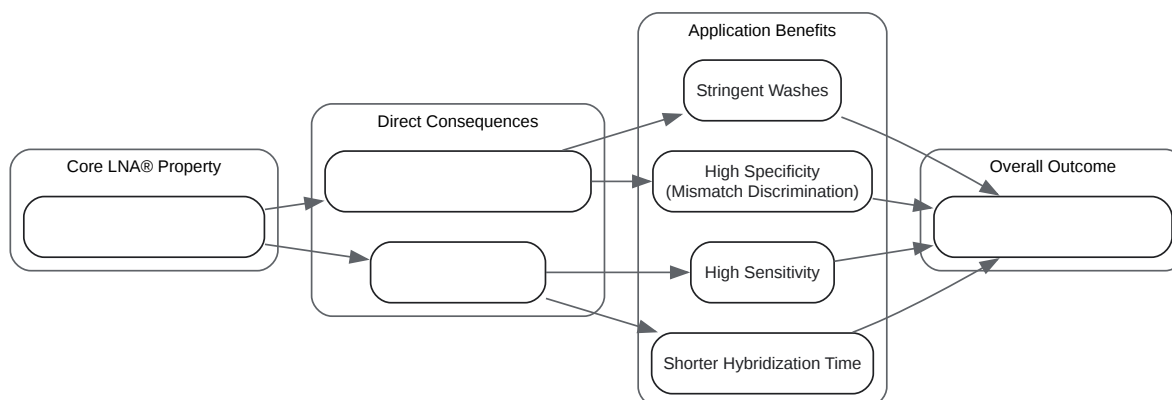 Application Benefits
Stringent Washes
Direct Consequences
Core LNA® Property
High Specificity
(Mismatch Discrimination)
Overall Outcome
High Sensitivity
Shorter Hybridization Time